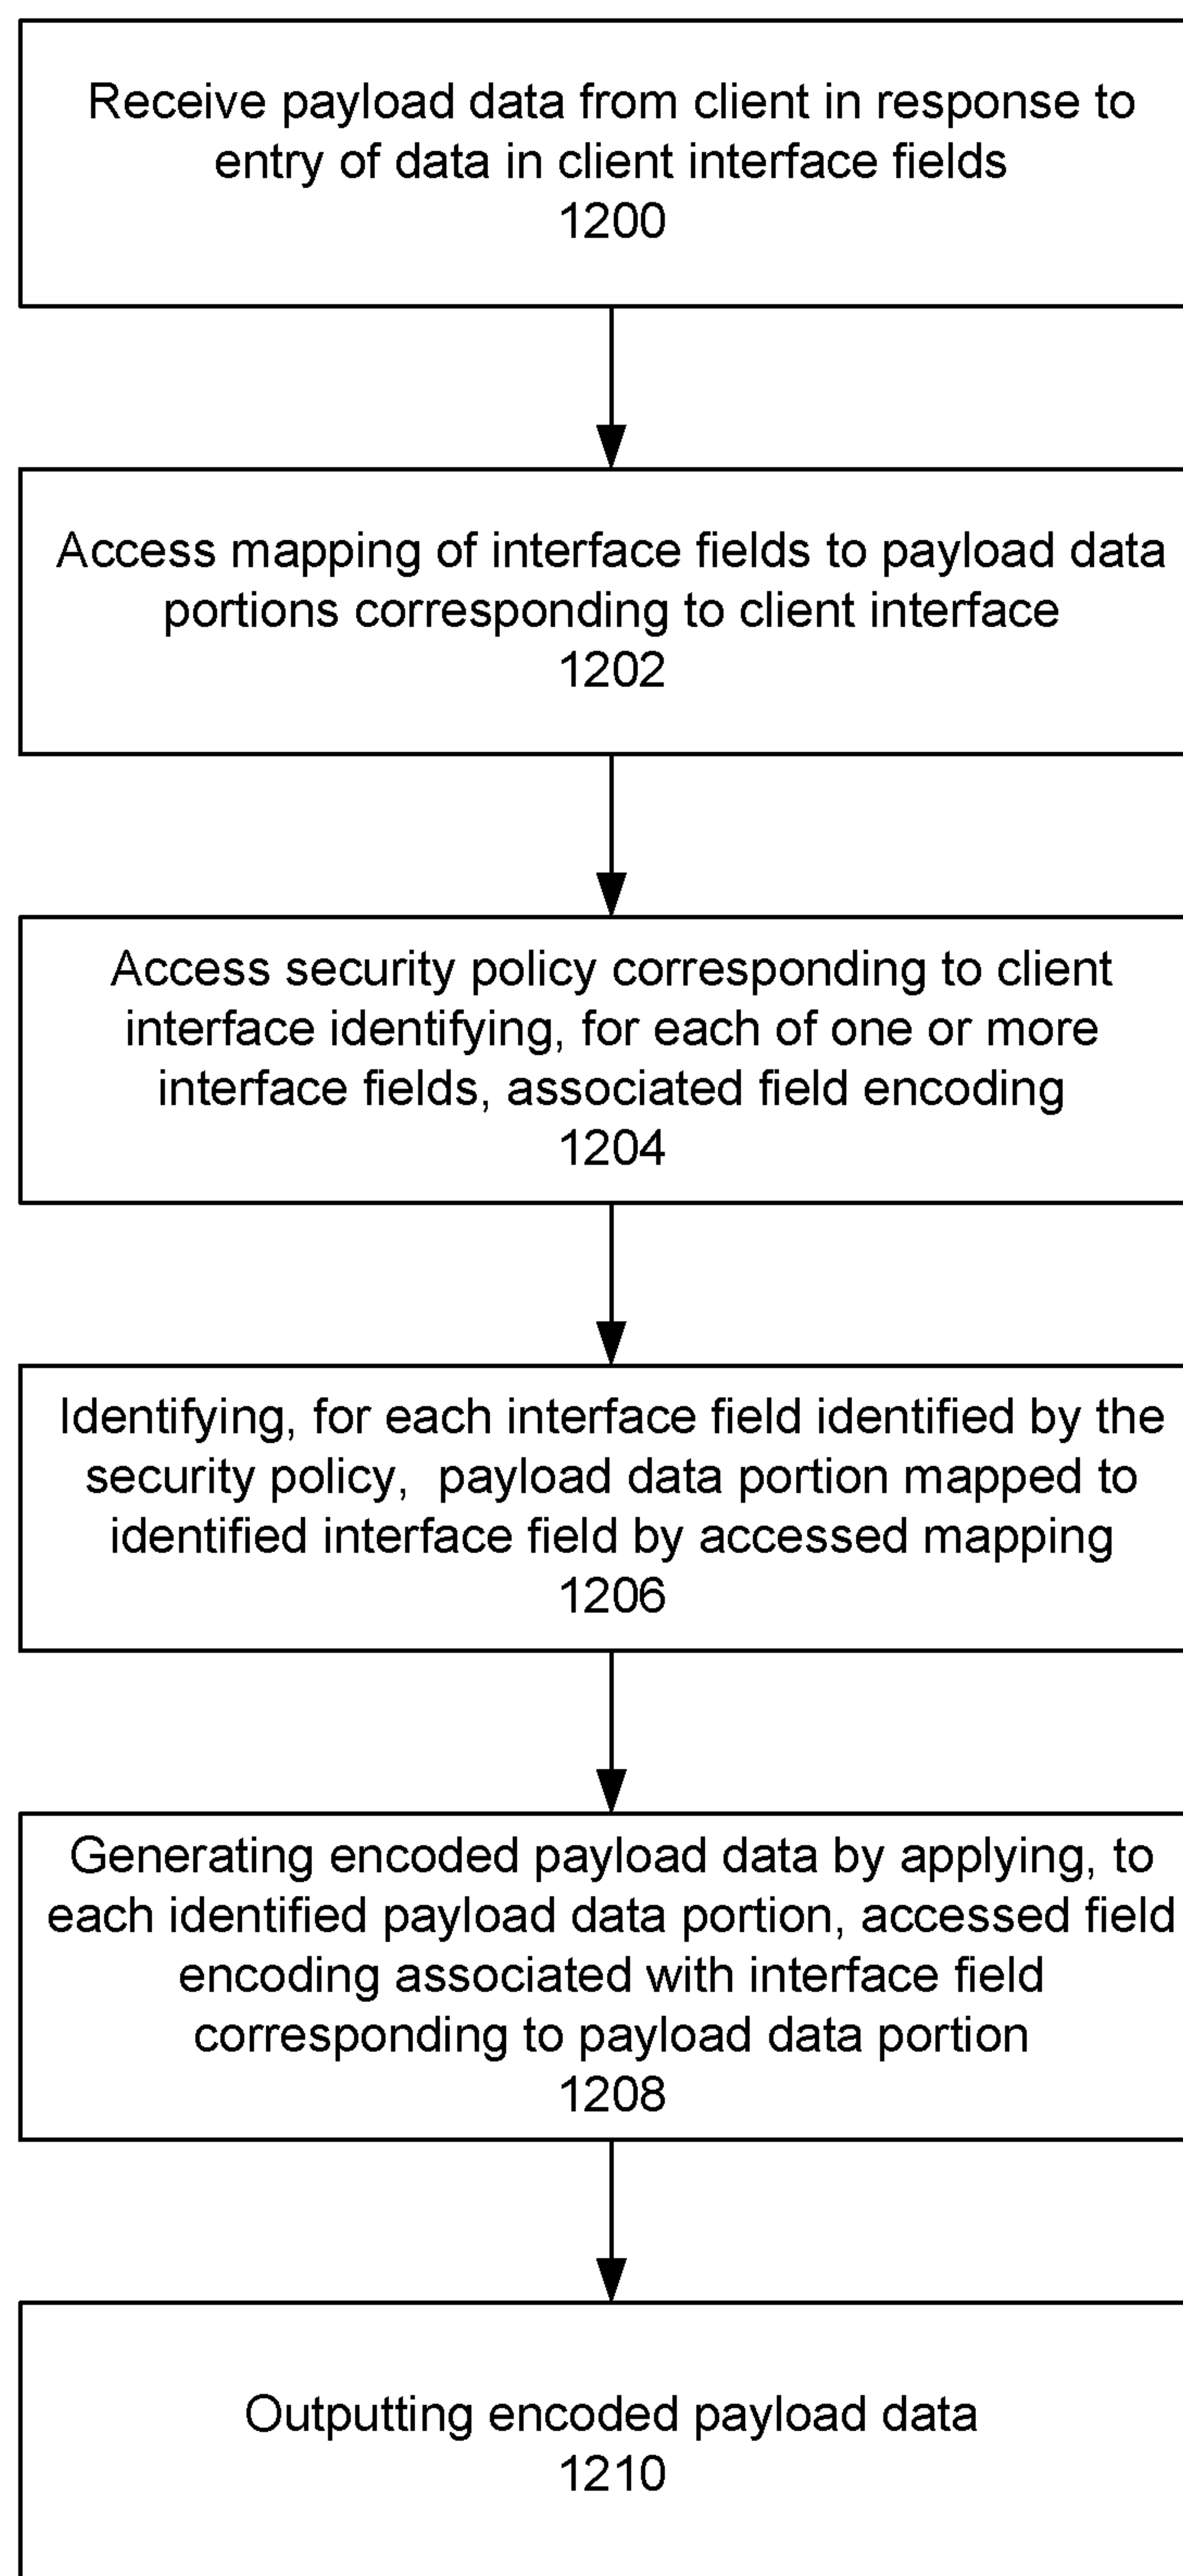 Receive payload data from client in response to
entry of data in client interface fields
1200
Access mapping of interface fields to payload data
portions corresponding to client interface
1202
Access security policy corresponding to client
interface identifying, for each of one or more
interface fields, associated field encoding
1204
Identifying, for each interface field identified by the
security policy,  payload data portion mapped to
identified interface field by accessed mapping
1206
Generating encoded payload data by applying, to
each identified payload data portion, accessed field
encoding associated with interface field
corresponding to payload data portion
1208
Outputting encoded payload data
1210